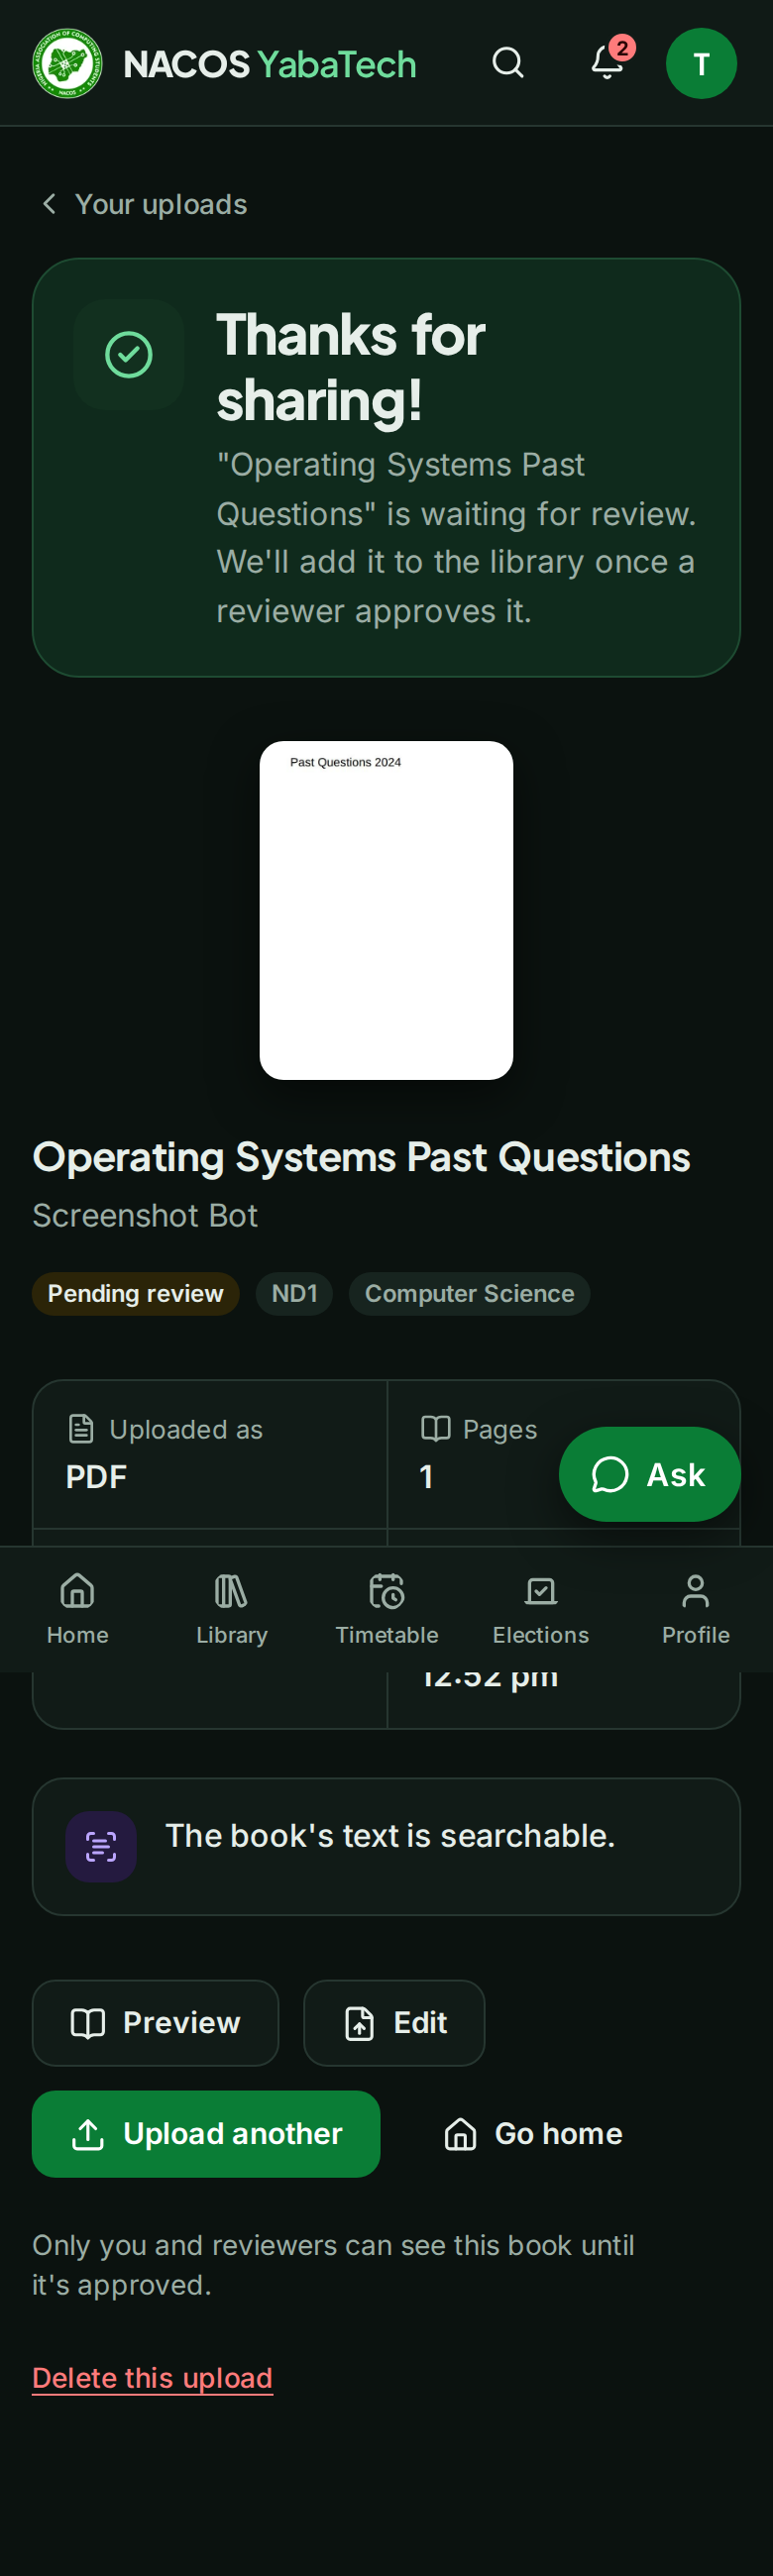 NACOS YabaTech
2
T
Your uploads
Thanks for
sharing!
"Operating Systems Past
Questions" is waiting for review.
We'll add it to the library once a
reviewer approves it.
Past Questions 2024
Operating Systems Past Questions
Screenshot Bot
Pending review
ND1
Computer Science
Uploaded as
PDF
Pages
1
Ask
Home
Library
Timetable
Elections
Profile
12:52 pm
The book's text is searchable.
Preview
Edit
Upload another
Go home
Only you and reviewers can see this book until
it's approved.
Delete this upload